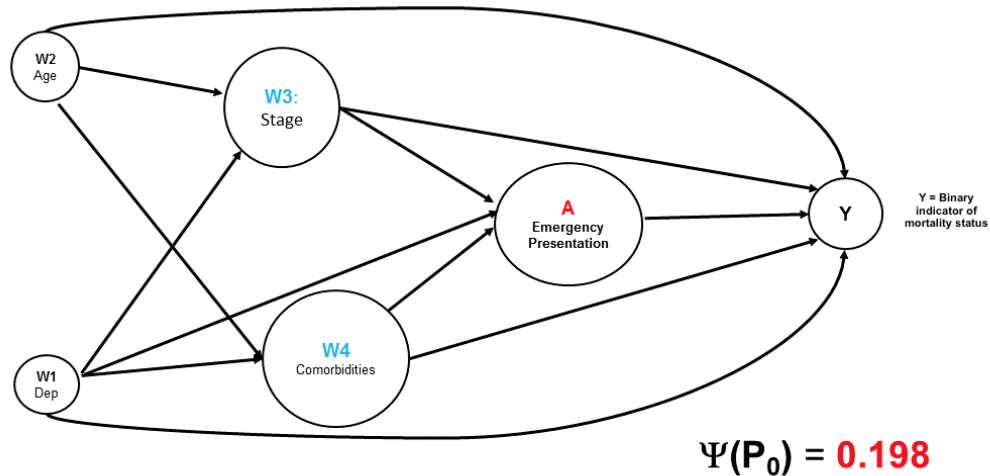 W2
Age
W3:
Stage
A
Emergency
Presentation
Y
Y = Binary
indicator of
mortality status
W4
Comorbidities
W1
Dep
Ψ(P₀) = 0.198